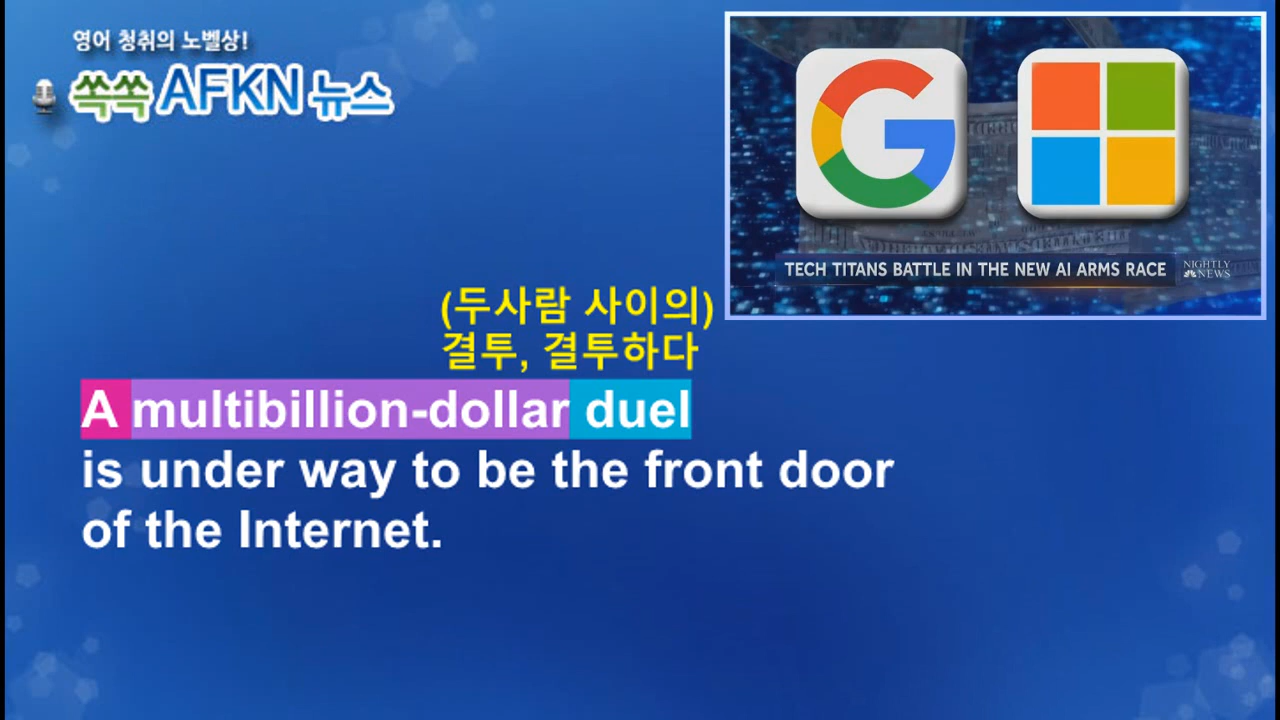 영어 청취의 노벨상!
쏙쏙 AFKN 뉴스
G
TECH TITANS BATTLE IN THE NEW AI ARMS RACE
NIGHTLY
NEWS
(두사람 사이의)
결투, 결투하다
A multibillion-dollar duel
is under way to be the front door
of the Internet.